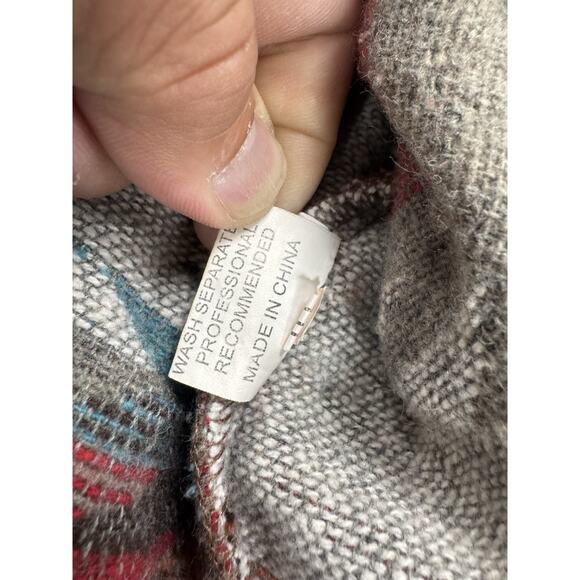 WASH SEPARATE
PROFESSIONAL
RECOMMENDED
MADE IN CHINA